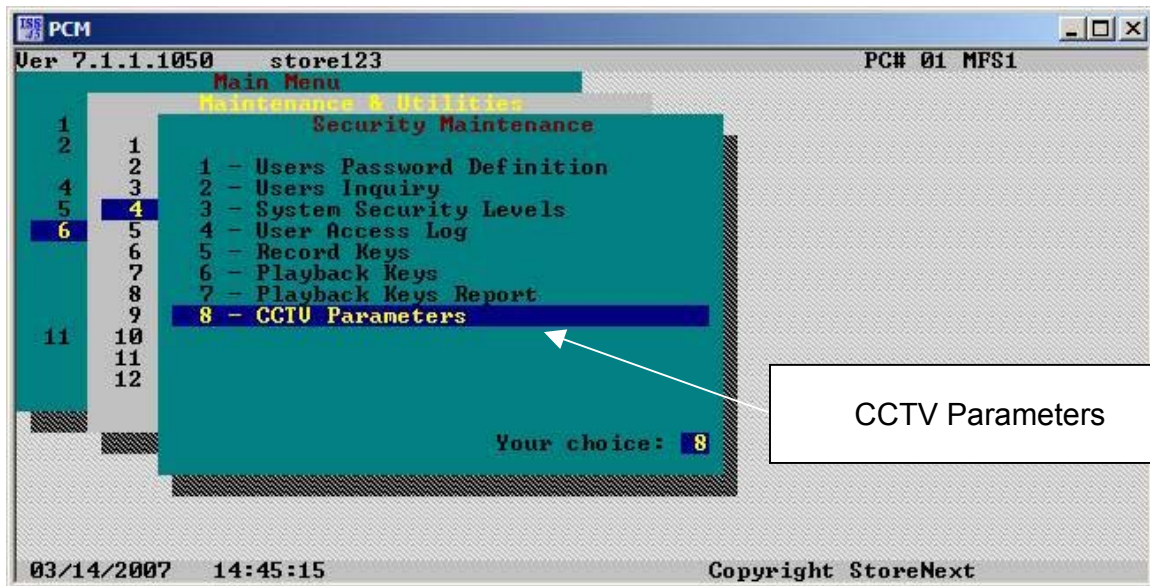 ISS
45
PCM
Ver 7.1.1.1050 store123 PC# 01 MFS1
Main Menu
Maintenance & Utilities
Security Maintenance
1
2
4
5
6
11
1
2
3
4
5
6
7
8
9
10
11
12
1 - Users Password Definition
2 - Users Inquiry
3 - System Security Levels
4 - User Access Log
5 - Record Keys
6 - Playback Keys
7 - Playback Keys Report
8 - CCTV Parameters
Your choice: 8
CCTV Parameters
03/14/2007 14:45:15 Copyright StoreNext